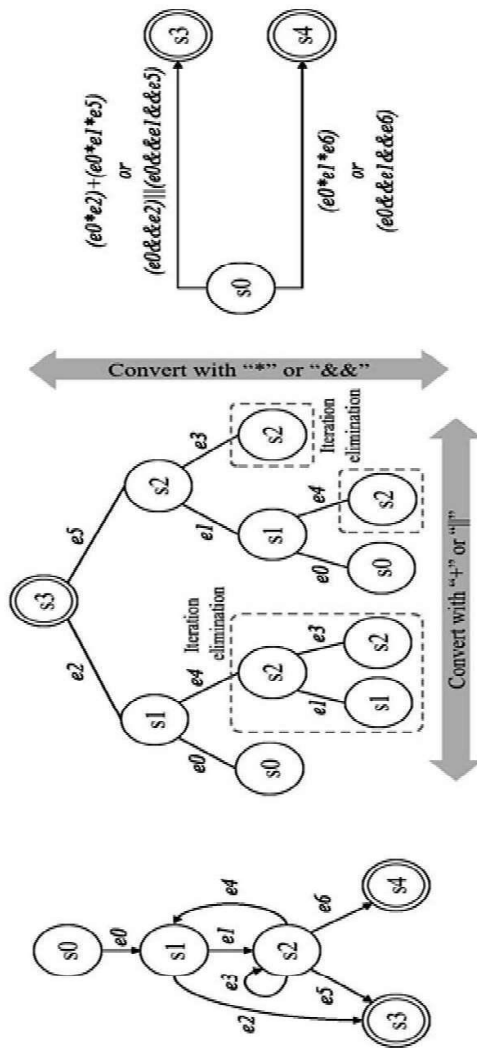 s0
e0
s1
e4
e1
e2
e3
s2
e5
e6
s3
s4
s3
e2
e5
s1
s2
e0
e4
Iteration
elimination
e1
e3
s0
s2
s1
s2
Iteration
elimination
e1
e3
e0
e4
s1
s2
s0
s2
Convert with “+” or “||”
Convert with “*” or “&&”
(e0*e2)+(e0*e1*e5)
or
(e0&&e2)||(e0&&e1&&e5)
s3
s0
(e0*e1*e6)
or
(e0&&e1&&e6)
s4